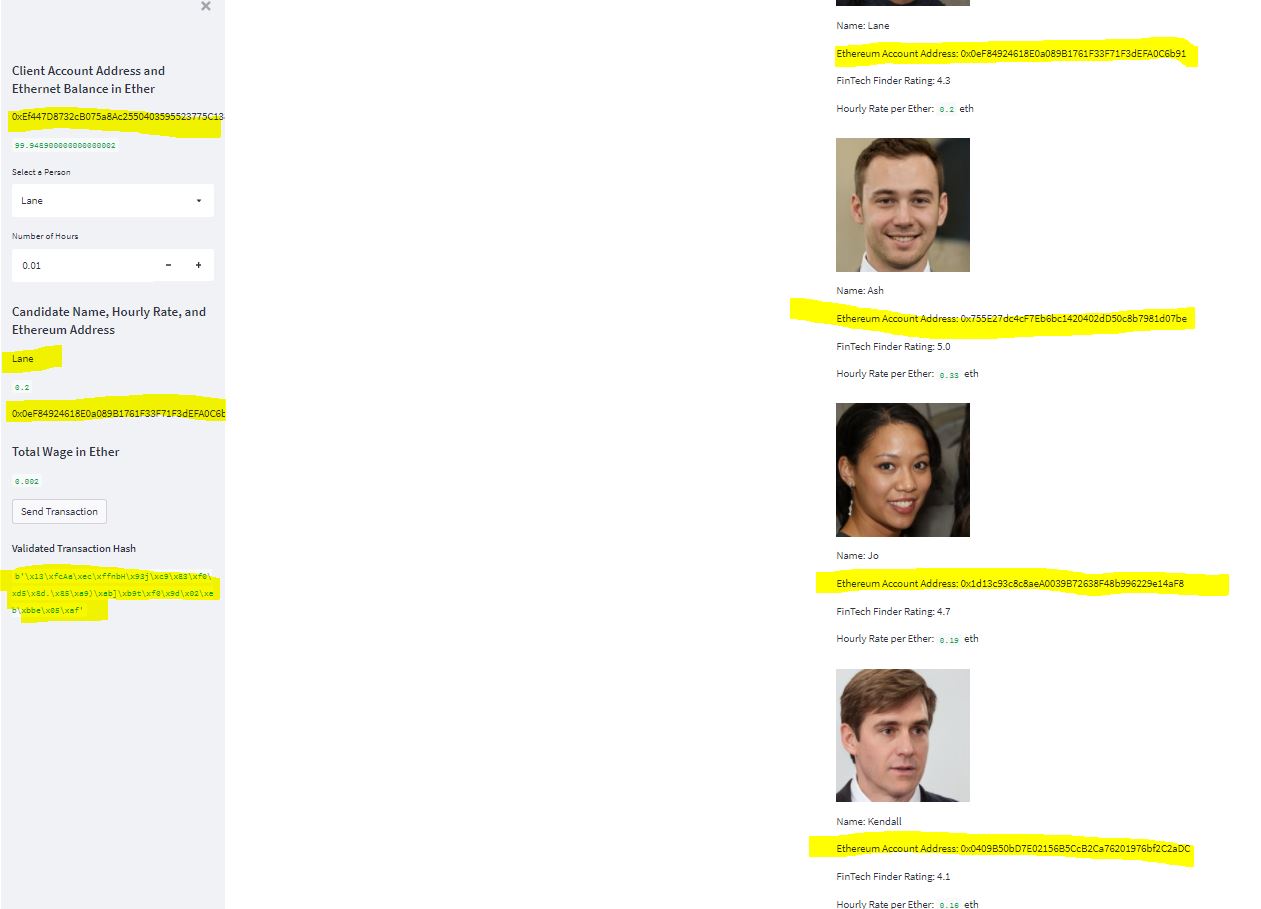 ×
Client Account Address and
Ethernet Balance in Ether
0xEf447D8732cB075a8Ac2550403595523775C13
99.948900000000000002
Select a Person
Lane
Number of Hours
0.01
− +
Candidate Name, Hourly Rate, and
Ethereum Address
Lane
0.2
0x0eF84924618E0a089B1761F33F71F3dEFA0C6b
Total Wage in Ether
0.002
Send Transaction
Validated Transaction Hash
b'\x13\xfcAa\xec\xffnbH\x93j\xc9\x83\xf0\
xd5\x8d.\x85\xa9)\xab]\xb9t\xf0\x9d\x02\xe
b\xbbe\x05\xaf'
Name: Lane
Ethereum Account Address: 0x0eF84924618E0a089B1761F33F71F3dEFA0C6b91
FinTech Finder Rating: 4.3
Hourly Rate per Ether: 0.2 eth
Name: Ash
Ethereum Account Address: 0x755E27dc4cF7Eb6bc1420402dD50c8b7981d07be
FinTech Finder Rating: 5.0
Hourly Rate per Ether: 0.33 eth
Name: Jo
Ethereum Account Address: 0x1d13c93c8c8aeA0039B72638F48b996229e14aF8
FinTech Finder Rating: 4.7
Hourly Rate per Ether: 0.19 eth
Name: Kendall
Ethereum Account Address: 0x0409B50bD7E02156B5CcB2Ca76201976bf2C2aDC
FinTech Finder Rating: 4.1
Hourly Rate per Ether: 0.16 eth